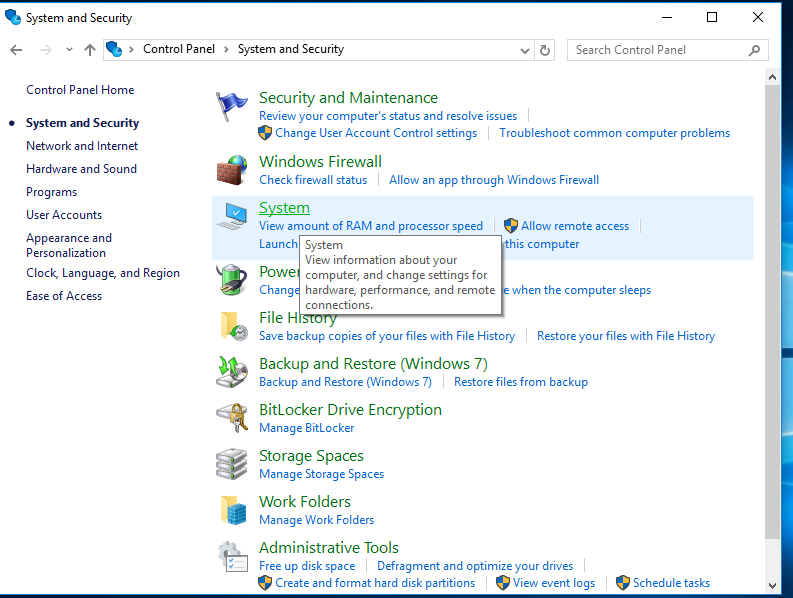 System and Security
Control Panel > System and Security
Search Control Panel
Control Panel Home
System and Security
Network and Internet
Hardware and Sound
Programs
User Accounts
Appearance and
Personalization
Clock, Language, and Region
Ease of Access
Security and Maintenance
Review your computer's status and resolve issues
Change User Account Control settings
Troubleshoot common computer problems
Windows Firewall
Check firewall status
Allow an app through Windows Firewall
System
View amount of RAM and processor speed
Allow remote access
Launch
this computer
System
View information about your
computer, and change settings for
hardware, performance, and remote
connections.
Power
Change
when the computer sleeps
File History
Save backup copies of your files with File History
Restore your files with File History
Backup and Restore (Windows 7)
Backup and Restore (Windows 7)
Restore files from backup
BitLocker Drive Encryption
Manage BitLocker
Storage Spaces
Manage Storage Spaces
Work Folders
Manage Work Folders
Administrative Tools
Free up disk space
Defragment and optimize your drives
Create and format hard disk partitions
View event logs
Schedule tasks